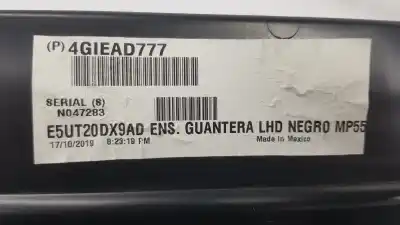 (P) 4GIEAD777
SERIAL (S)
N047283
E5UT20DX9AD ENS. GUANTERA LHD NEGRO MP55
17/10/2019 8:23:19 PM Made in Mexico